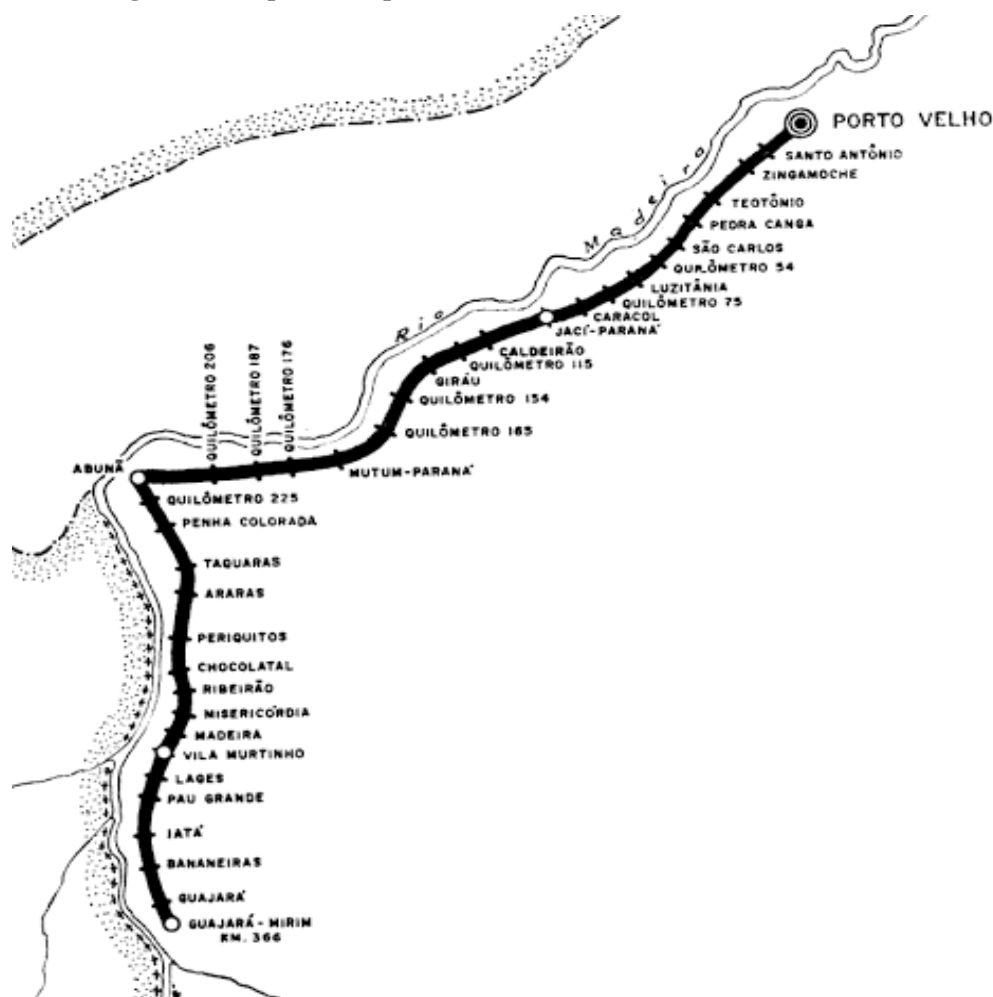 PORTO VELHO
SANTO ANTÔNIO
ZINGAMOCHE
TEOTÔNIO
PEDRA CANGA
SÃO CARLOS
QUILÔMETRO 54
LUZITÂNIA
QUILÔMETRO 75
CARACOL
JACÍ-PARANÁ
CALDEIRÃO
QUILÔMETRO 115
GIRÁU
QUILÔMETRO 154
QUILÔMETRO 165
MUTUM-PARANÁ
Rio Madeira
QUILÔMETRO 176
QUILÔMETRO 187
QUILÔMETRO 206
ABUNÃ
QUILÔMETRO 225
PENHA COLORADA
TAQUARAS
ARARAS
PERIQUITOS
CHOCOLATAL
RIBEIRÃO
MISERICÓRDIA
MADEIRA
VILA MURTINHO
LAGES
PAU GRANDE
IATÁ
BANANEIRAS
GUAJARÁ
GUAJARÁ-MIRIM
KM. 366